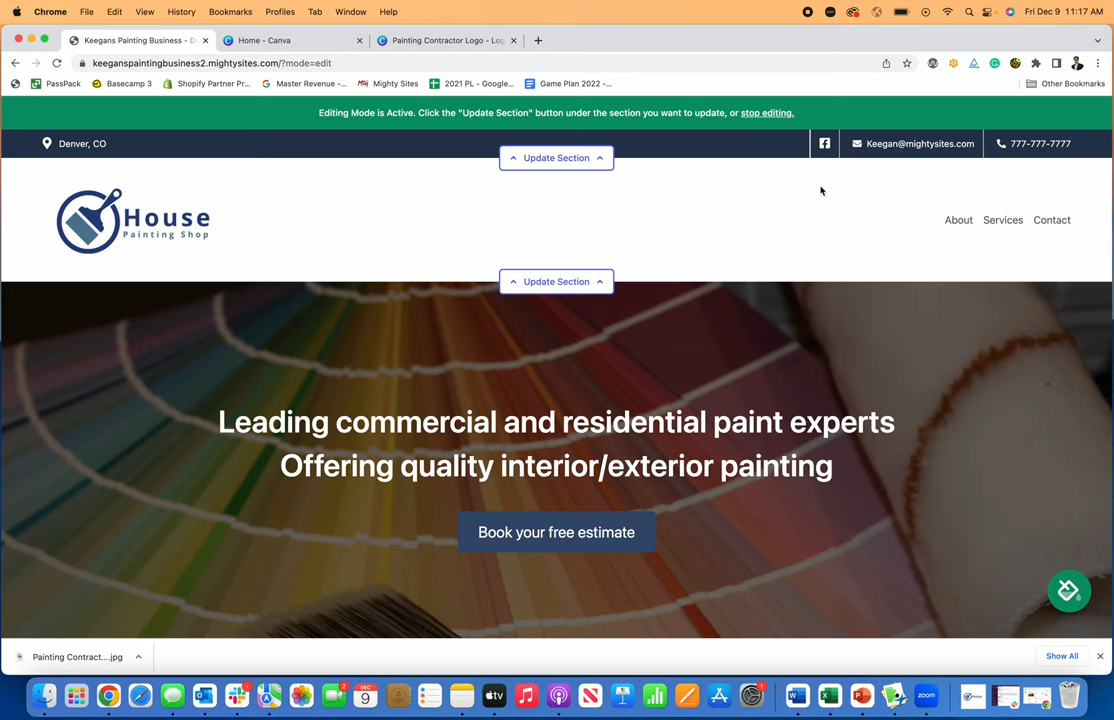 Chrome File Edit View History Bookmarks Profiles Tab Window Help
Fri Dec 9 11:17 AM
Keegans Painting Business - D
Home - Canva
Painting Contractor Logo - Log
keeganspaintingbusiness2.mightysites.com/?mode=edit
PassPack
Basecamp 3
Shopify Partner Pr...
Master Revenue -...
Mighty Sites
2021 PL - Google...
Game Plan 2022 -...
Other Bookmarks
Editing Mode is Active. Click the "Update Section" button under the section you want to update, or stop editing.
Denver, CO
Keegan@mightysites.com
777-777-7777
Update Section
House
Painting Shop
About Services Contact
Update Section
Leading commercial and residential paint experts
Offering quality interior/exterior painting
Book your free estimate
Painting Contract....jpg
Show All
DEC
9
tv
zoom